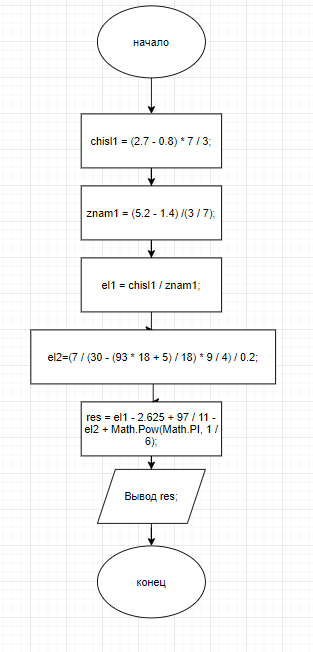 начало
chisl1 = (2.7 - 0.8) * 7 / 3;
znam1 = (5.2 - 1.4) /(3 / 7);
el1 = chisl1 / znam1;
el2=(7 / (30 - (93 * 18 + 5) / 18) * 9 / 4) / 0.2;
res = el1 - 2.625 + 97 / 11 -
el2 + Math.Pow(Math.PI, 1 /
6);
Вывод res;
конец